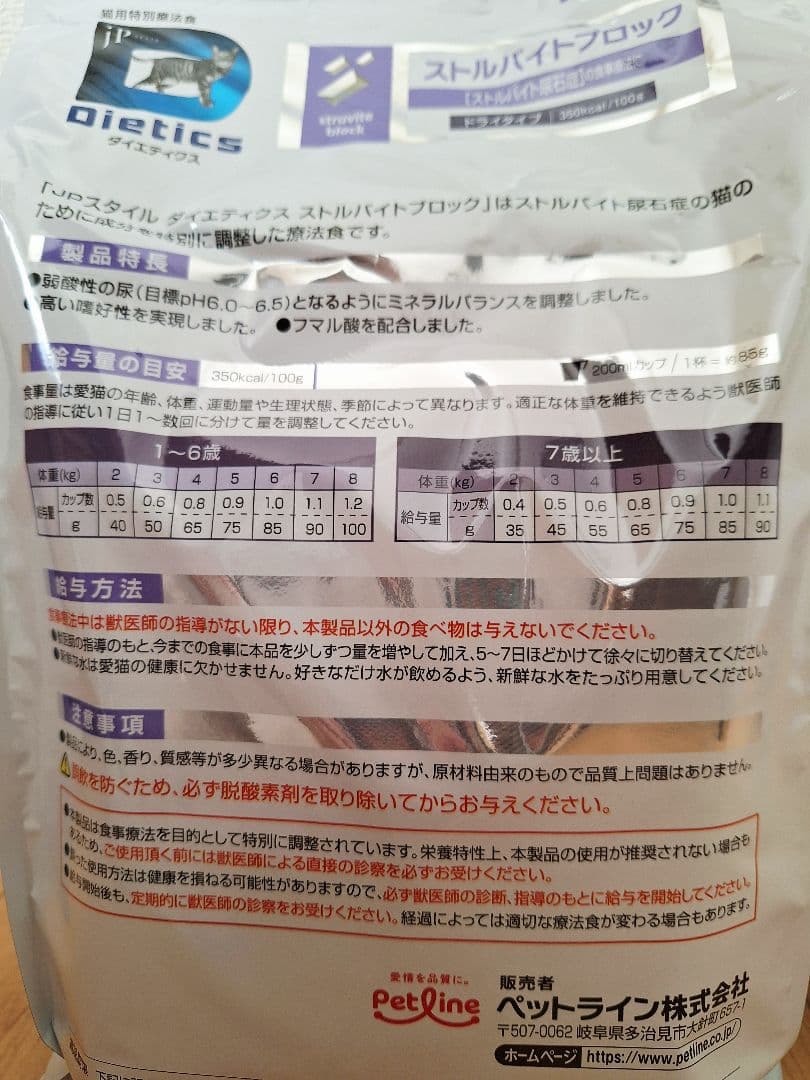 猫用特別療法食
JP STYLE
Dietics
ダイエティクス
struvite
block
ストルバイトブロック
[ストルバイト尿石症]の食事療法に
ドライタイプ 350kcal/100g
「JPスタイル ダイエティクス ストルバイトブロック」はストルバイト尿石症の猫の
ために成分を特別に調整した療法食です。
製品特長
●弱酸性の尿(目標pH6.0～6.5)となるようにミネラルバランスを調整しました。
●高い嗜好性を実現しました。 ●フマル酸を配合しました。
給与量の目安 350kcal/100g 200mlカップ/1杯=約85g
食事量は愛猫の年齢、体重、運動量や生理状態、季節によって異なります。適正な体重を維持できるよう獣医師
の指導に従い1日1～数回に分けて量を調整してください。
1～6歳
体重(kg) 2 3 4 5 6 7 8
給与量 カップ数 0.5 0.6 0.8 0.9 1.0 1.1 1.2
g 40 50 65 75 85 90 100
7歳以上
体重(kg) 2 3 4 5 6 7 8
給与量 カップ数 0.4 0.5 0.6 0.8 0.9 1.0 1.1
g 35 45 55 65 75 85 90
給与方法
食事療法中は獣医師の指導がない限り、本製品以外の食べ物は与えないでください。
●獣医師の指導のもと、今までの食事に本品を少しずつ量を増やして加え、5～7日ほどかけて徐々に切り替えてください。
●新鮮な水は愛猫の健康に欠かせません。好きなだけ水が飲めるよう、新鮮な水をたっぷり用意してください。
注意事項
●製品により、色、香り、質感等が多少異なる場合がありますが、原材料由来のもので品質上問題はありません。
⚠誤飲を防ぐため、必ず脱酸素剤を取り除いてからお与えください。
●本製品は食事療法を目的として特別に調整されています。栄養特性上、本製品の使用が推奨されない場合も
あるため、ご使用頂く前には獣医師による直接の診察を必ずお受けください。
●誤った使用方法は健康を損ねる可能性がありますので、必ず獣医師の診断、指導のもとに給与を開始してください。
●給与開始後も、定期的に獣医師の診察をお受けください。経過によっては適切な療法食が変わる場合もあります。
愛情を品質に。
Petline
販売者
ペットライン株式会社
〒507-0062 岐阜県多治見市大針町657-1
ホームページ https://www.petline.co.jp/